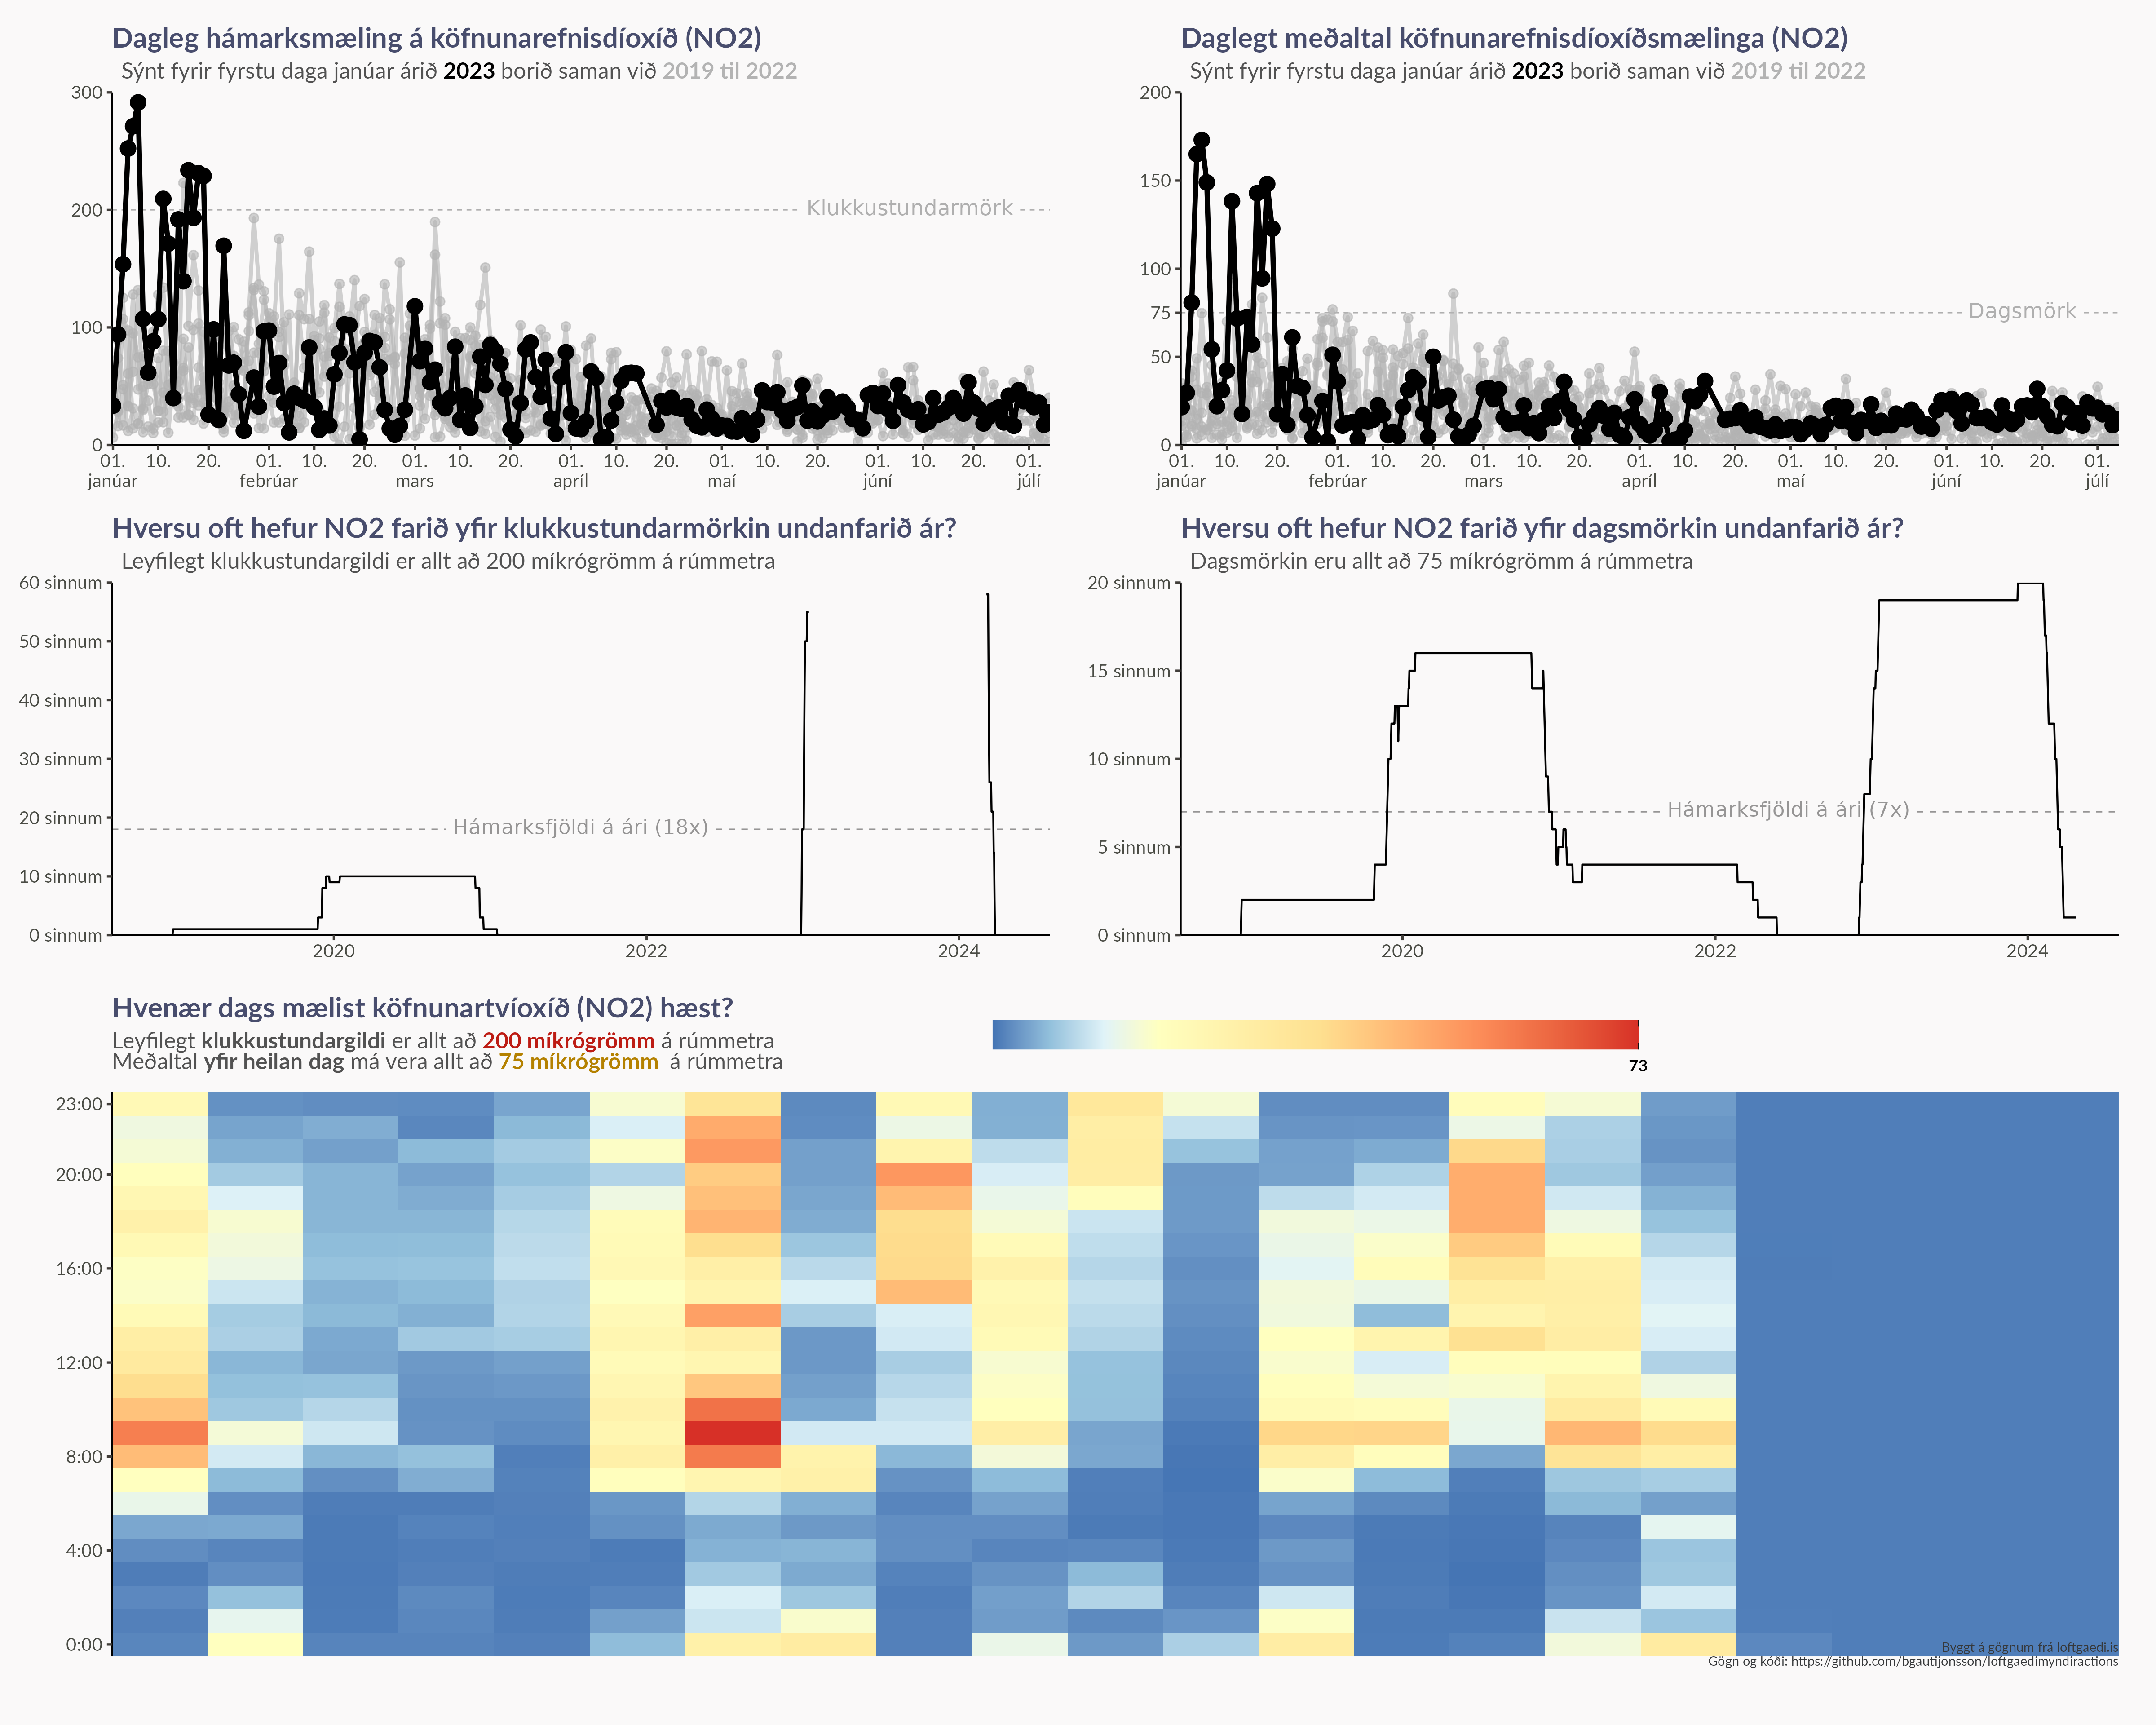 Dagleg hámarksmæling á köfnunarefnisdíoxíð (NO2)
Sýnt fyrir fyrstu daga janúar árið 2023 borið saman við 2019 til 2022
300
200
100
0
Klukkustundarmörk
01. 10. 20. 01. 10. 20. 01. 10. 20. 01. 10. 20. 01. 10. 20. 01. 10. 20. 01.
janúar febrúar mars apríl maí júní júlí
Daglegt meðaltal köfnunarefnisdíoxíðsmælinga (NO2)
Sýnt fyrir fyrstu daga janúar árið 2023 borið saman við 2019 til 2022
200
150
100
75
50
0
Dagsmörk
01. 10. 20. 01. 10. 20. 01. 10. 20. 01. 10. 20. 01. 10. 20. 01. 10. 20. 01.
janúar febrúar mars apríl maí júní júlí
Hversu oft hefur NO2 farið yfir klukkustundarmörkin undanfarið ár?
Leyfilegt klukkustundargildi er allt að 200 míkrógrömm á rúmmetra
60 sinnum
50 sinnum
40 sinnum
30 sinnum
20 sinnum
10 sinnum
0 sinnum
Hámarksfjöldi á ári (18x)
2020 2022 2024
Hversu oft hefur NO2 farið yfir dagsmörkin undanfarið ár?
Dagsmörkin eru allt að 75 míkrógrömm á rúmmetra
20 sinnum
15 sinnum
10 sinnum
5 sinnum
0 sinnum
Hámarksfjöldi á ári (7x)
2020 2022 2024
Hvenær dags mælist köfnunartvíoxíð (NO2) hæst?
Leyfilegt klukkustundargildi er allt að 200 míkrógrömm á rúmmetra
Meðaltal yfir heilan dag má vera allt að 75 míkrógrömm á rúmmetra
73
23:00
20:00
16:00
12:00
8:00
4:00
0:00
Byggt á gögnum frá loftgaedi.is
Gögn og kóði: https://github.com/bgautijonsson/loftgaedimyndiractions